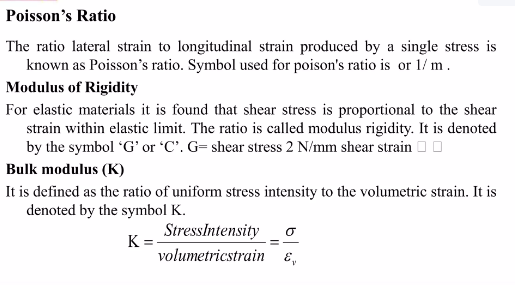 Poisson’s Ratio
The ratio lateral strain to longitudinal strain produced by a single stress is
known as Poisson’s ratio. Symbol used for poison's ratio is or 1/ m .
Modulus of Rigidity
For elastic materials it is found that shear stress is proportional to the shear
strain within elastic limit. The ratio is called modulus rigidity. It is denoted
by the symbol ‘G’ or ‘C’. G= shear stress 2 N/mm shear strain □ □
Bulk modulus (K)
It is defined as the ratio of uniform stress intensity to the volumetric strain. It is
denoted by the symbol K.
K = StressIntensity / volumetricstrain = σ / εᵥ